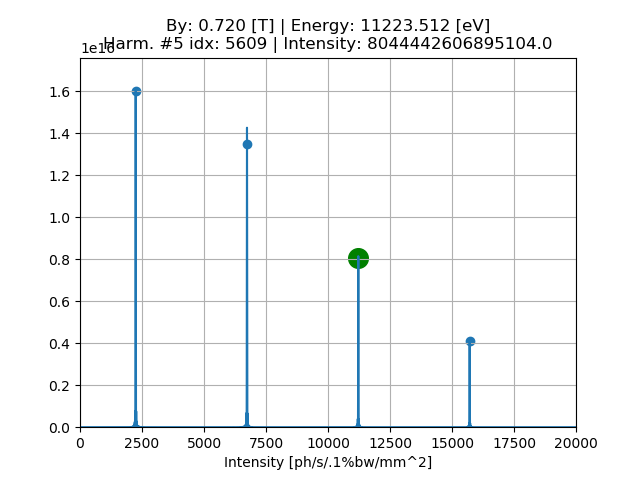 By: 0.720 [T] | Energy: 11223.512 [eV]
Harm. #5 idx: 5609 | Intensity: 8044442606895104.0
1e16
1.6
1.4
1.2
1.0
0.8
0.6
0.4
0.2
0.0
0 2500 5000 7500 10000 12500 15000 17500 20000
Intensity [ph/s/.1%bw/mm^2]